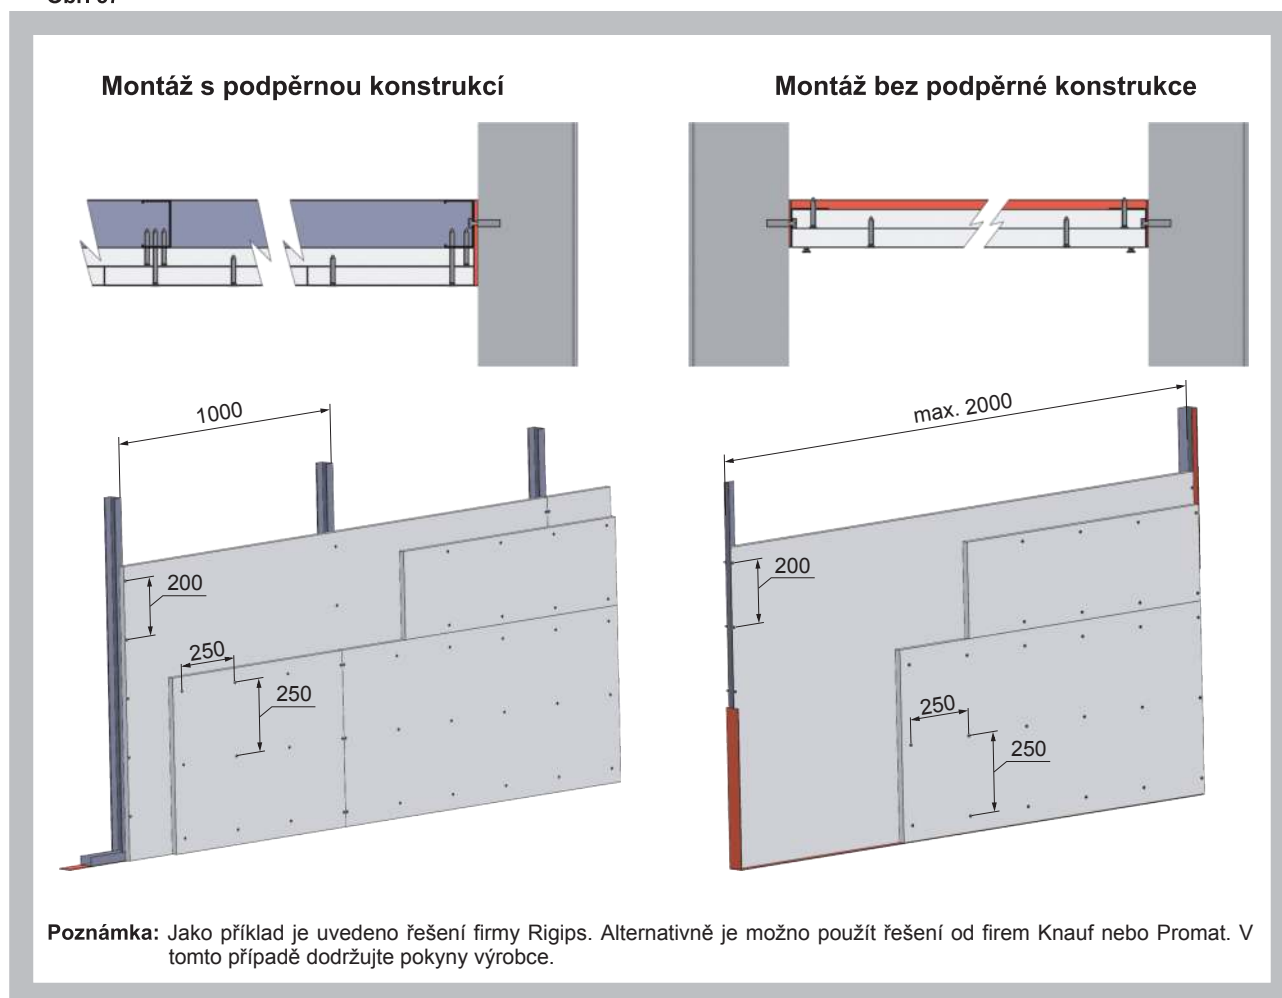 Montáž s podpěrnou konstrukcí
Montáž bez podpěrné konstrukce
1000
200
250
250
max. 2000
200
250
250
Poznámka: Jako příklad je uvedeno řešení firmy Rigips. Alternativně je možno použít řešení od firem Knauf nebo Promat. V
tomto případě dodržujte pokyny výrobce.